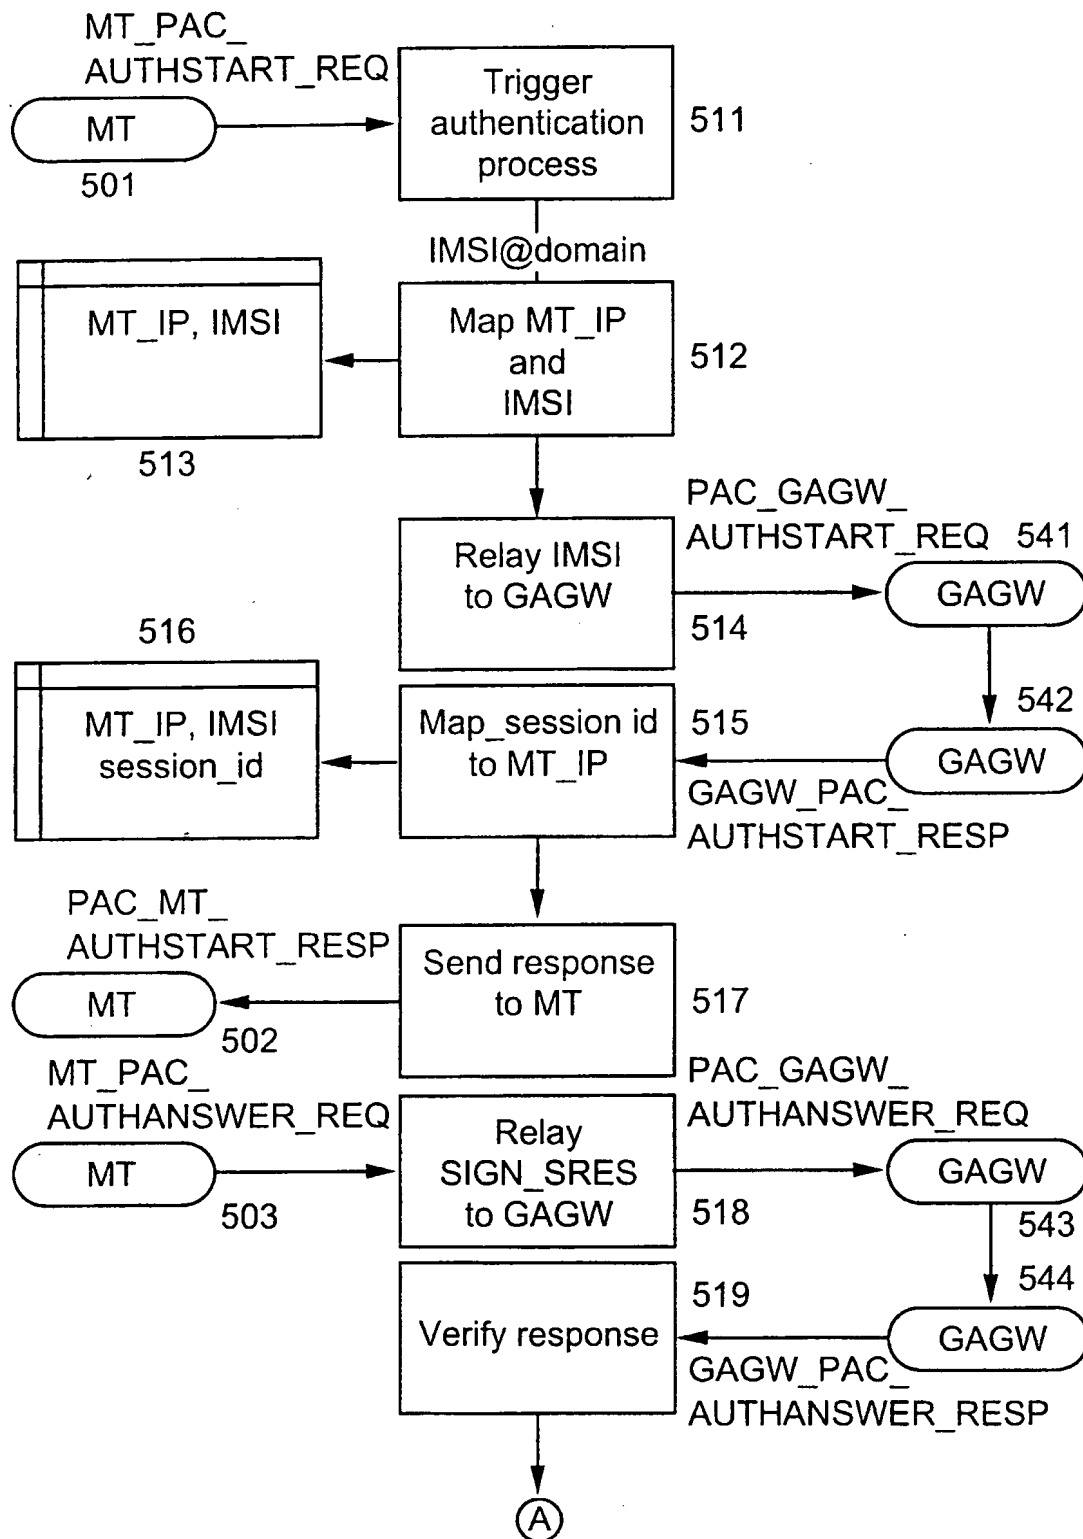 MT_PAC_
AUTHSTART_REQ
MT
501
Trigger
authentication
process
511
IMSI@domain
MT_IP, IMSI
513
Map MT_IP
and
IMSI
512
Relay IMSI
to GAGW
514
PAC_GAGW_
AUTHSTART_REQ 541
GAGW
516
MT_IP, IMSI
session_id
Map_session id
to MT_IP
515
542
GAGW
GAGW_PAC_
AUTHSTART_RESP
PAC_MT_
AUTHSTART_RESP
MT
502
Send response
to MT
517
MT_PAC_
AUTHANSWER_REQ
MT
503
Relay
SIGN_SRES
to GAGW
518
PAC_GAGW_
AUTHANSWER_REQ
GAGW
543
544
Verify response
519
GAGW
GAGW_PAC_
AUTHANSWER_RESP
A